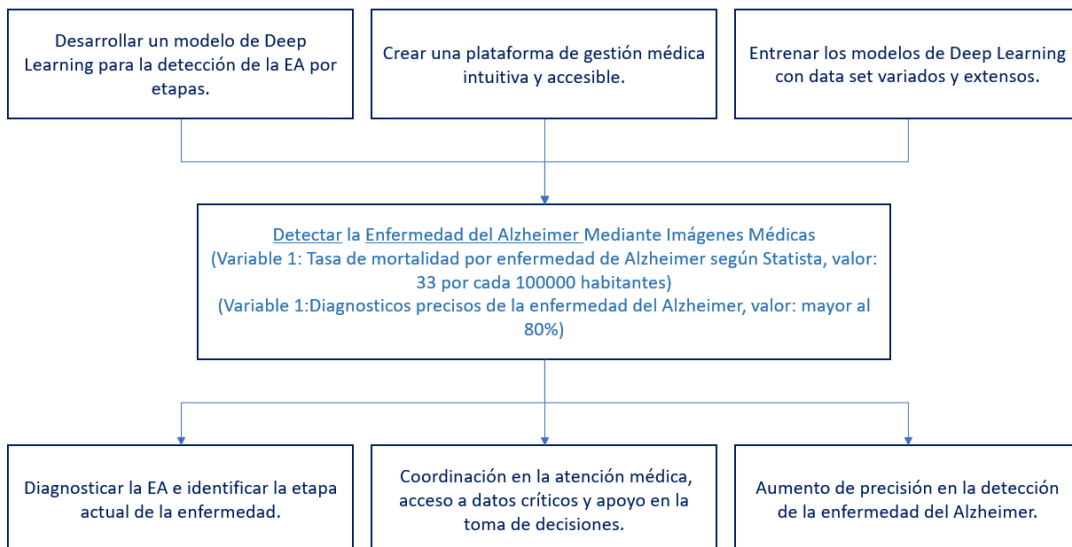 Desarrollar un modelo de Deep
Learning para la detección de la EA por
etapas.
Crear una plataforma de gestión médica
intuitiva y accesible.
Entrenar los modelos de Deep Learning
con data set variados y extensos.
Detectar la Enfermedad del Alzheimer Mediante Imágenes Médicas
(Variable 1: Tasa de mortalidad por enfermedad de Alzheimer según Statista, valor:
33 por cada 100000 habitantes)
(Variable 1:Diagnosticos precisos de la enfermedad del Alzheimer, valor: mayor al
80%)
Diagnosticar la EA e identificar la etapa
actual de la enfermedad.
Coordinación en la atención médica,
acceso a datos críticos y apoyo en la
toma de decisiones.
Aumento de precisión en la detección
de la enfermedad del Alzheimer.